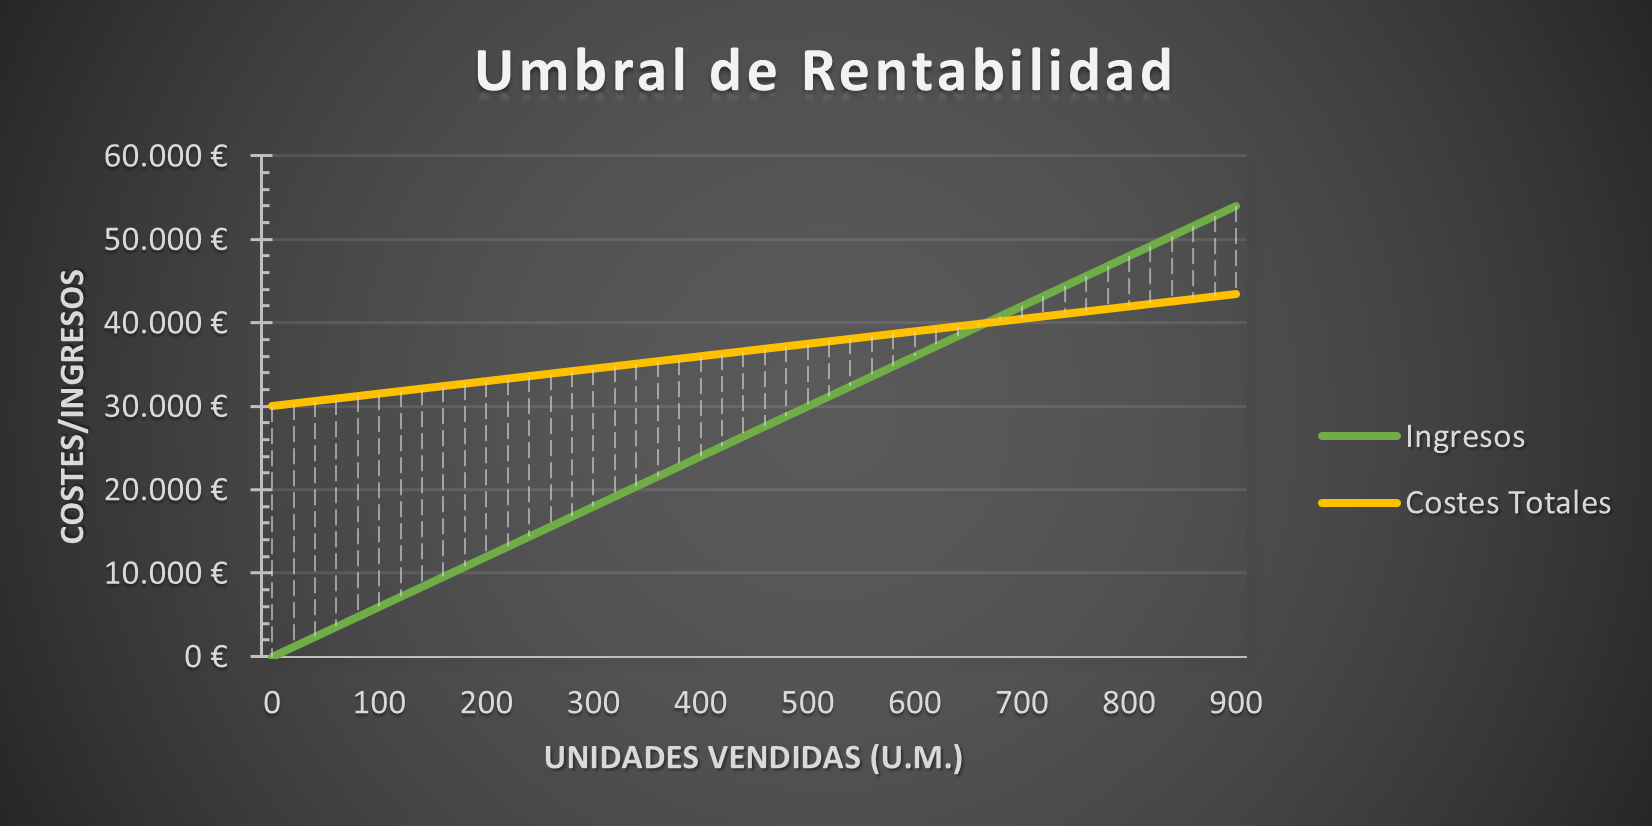 Umbral de Rentabilidad
60.000 €
50.000 €
40.000 €
30.000 €
20.000 €
10.000 €
0 €
COSTES/INGRESOS
0 100 200 300 400 500 600 700 800 900
UNIDADES VENDIDAS (U.M.)
Ingresos
Costes Totales